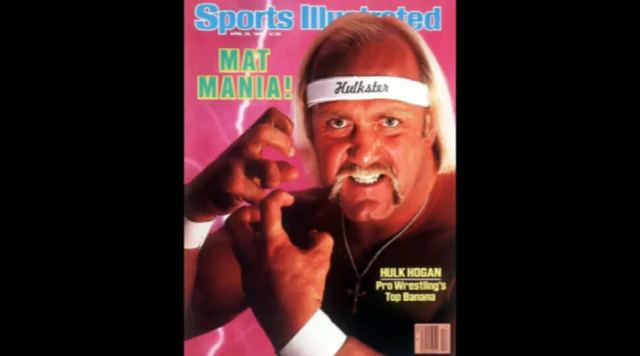 Sports Illustrated
MAT
MANIA!
Hulkster
HULK HOGAN
Pro Wrestling's
Top Banana